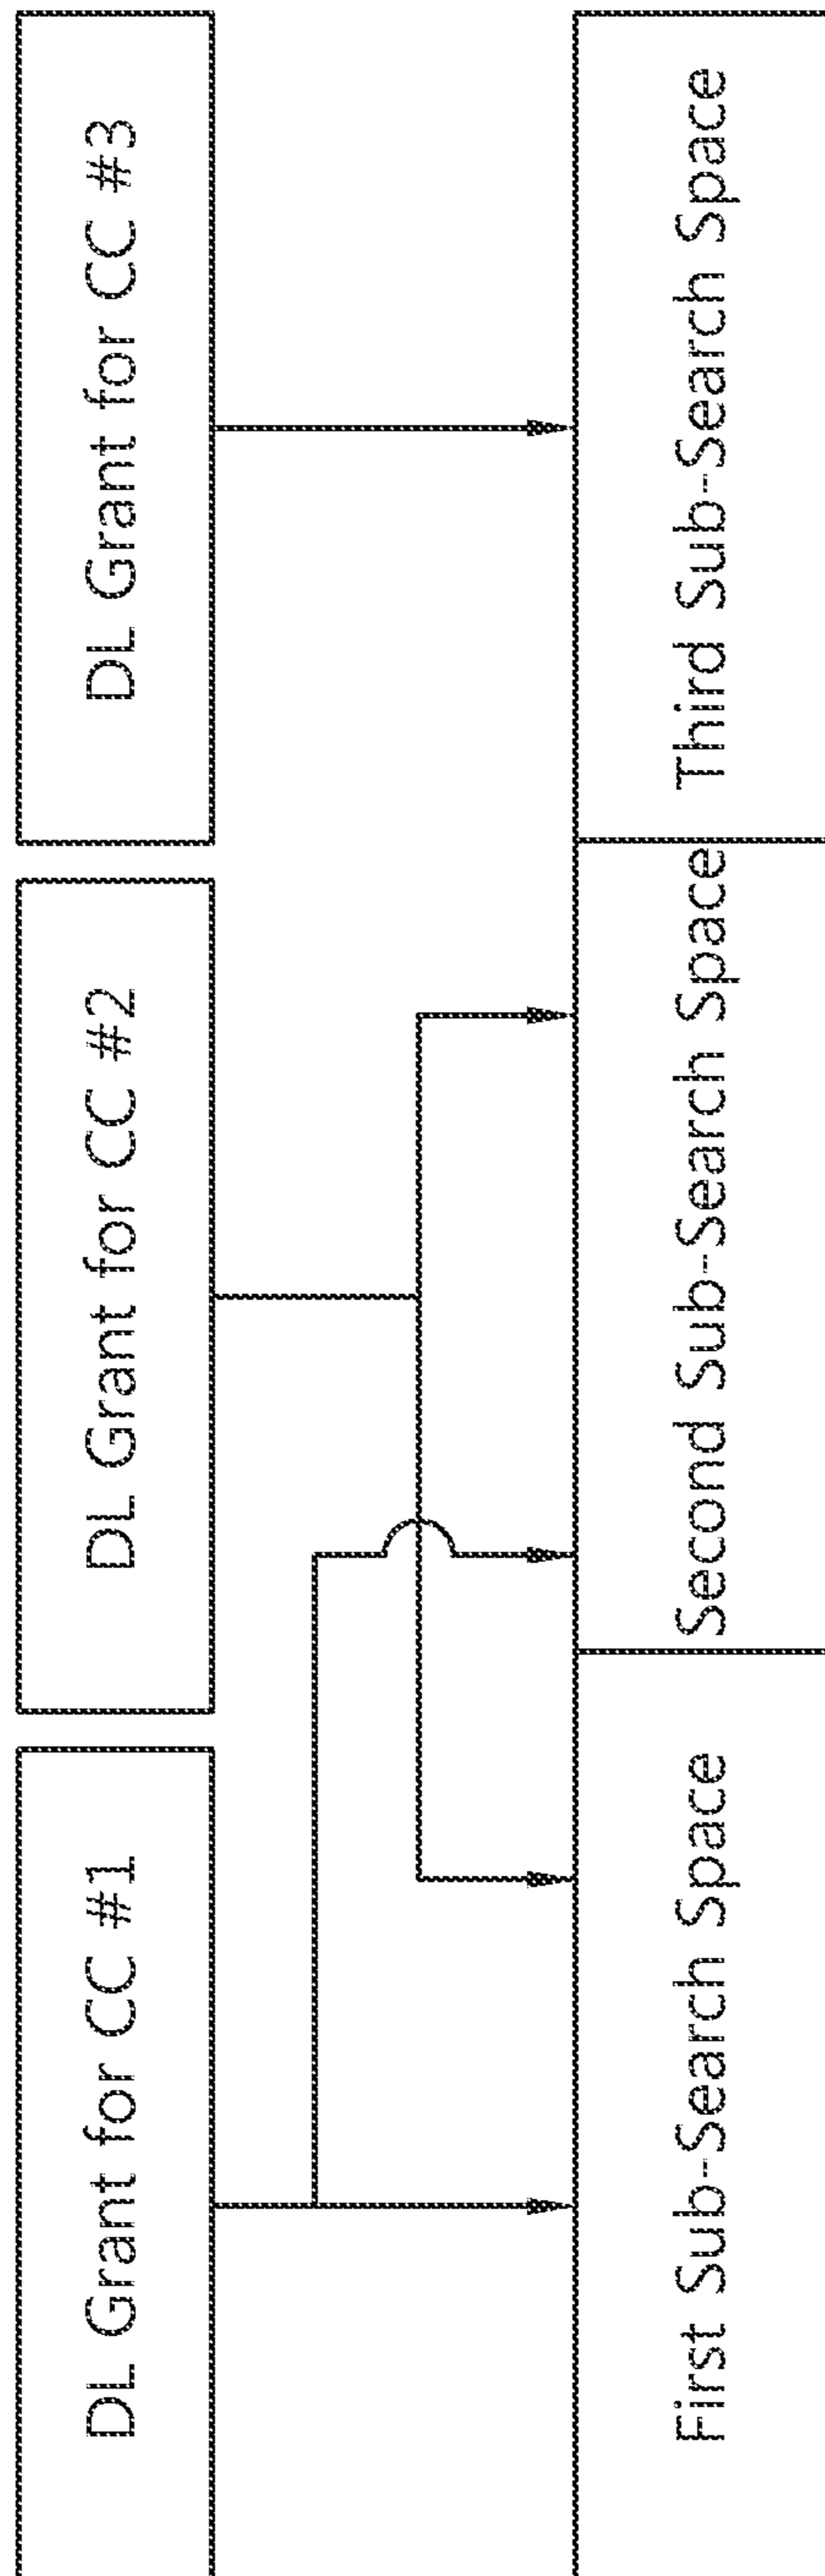 DL Grant for CC #1
DL Grant for CC #2
DL Grant for CC #3
First Sub-Search Space
Second Sub-Search Space
Third Sub-Search Space